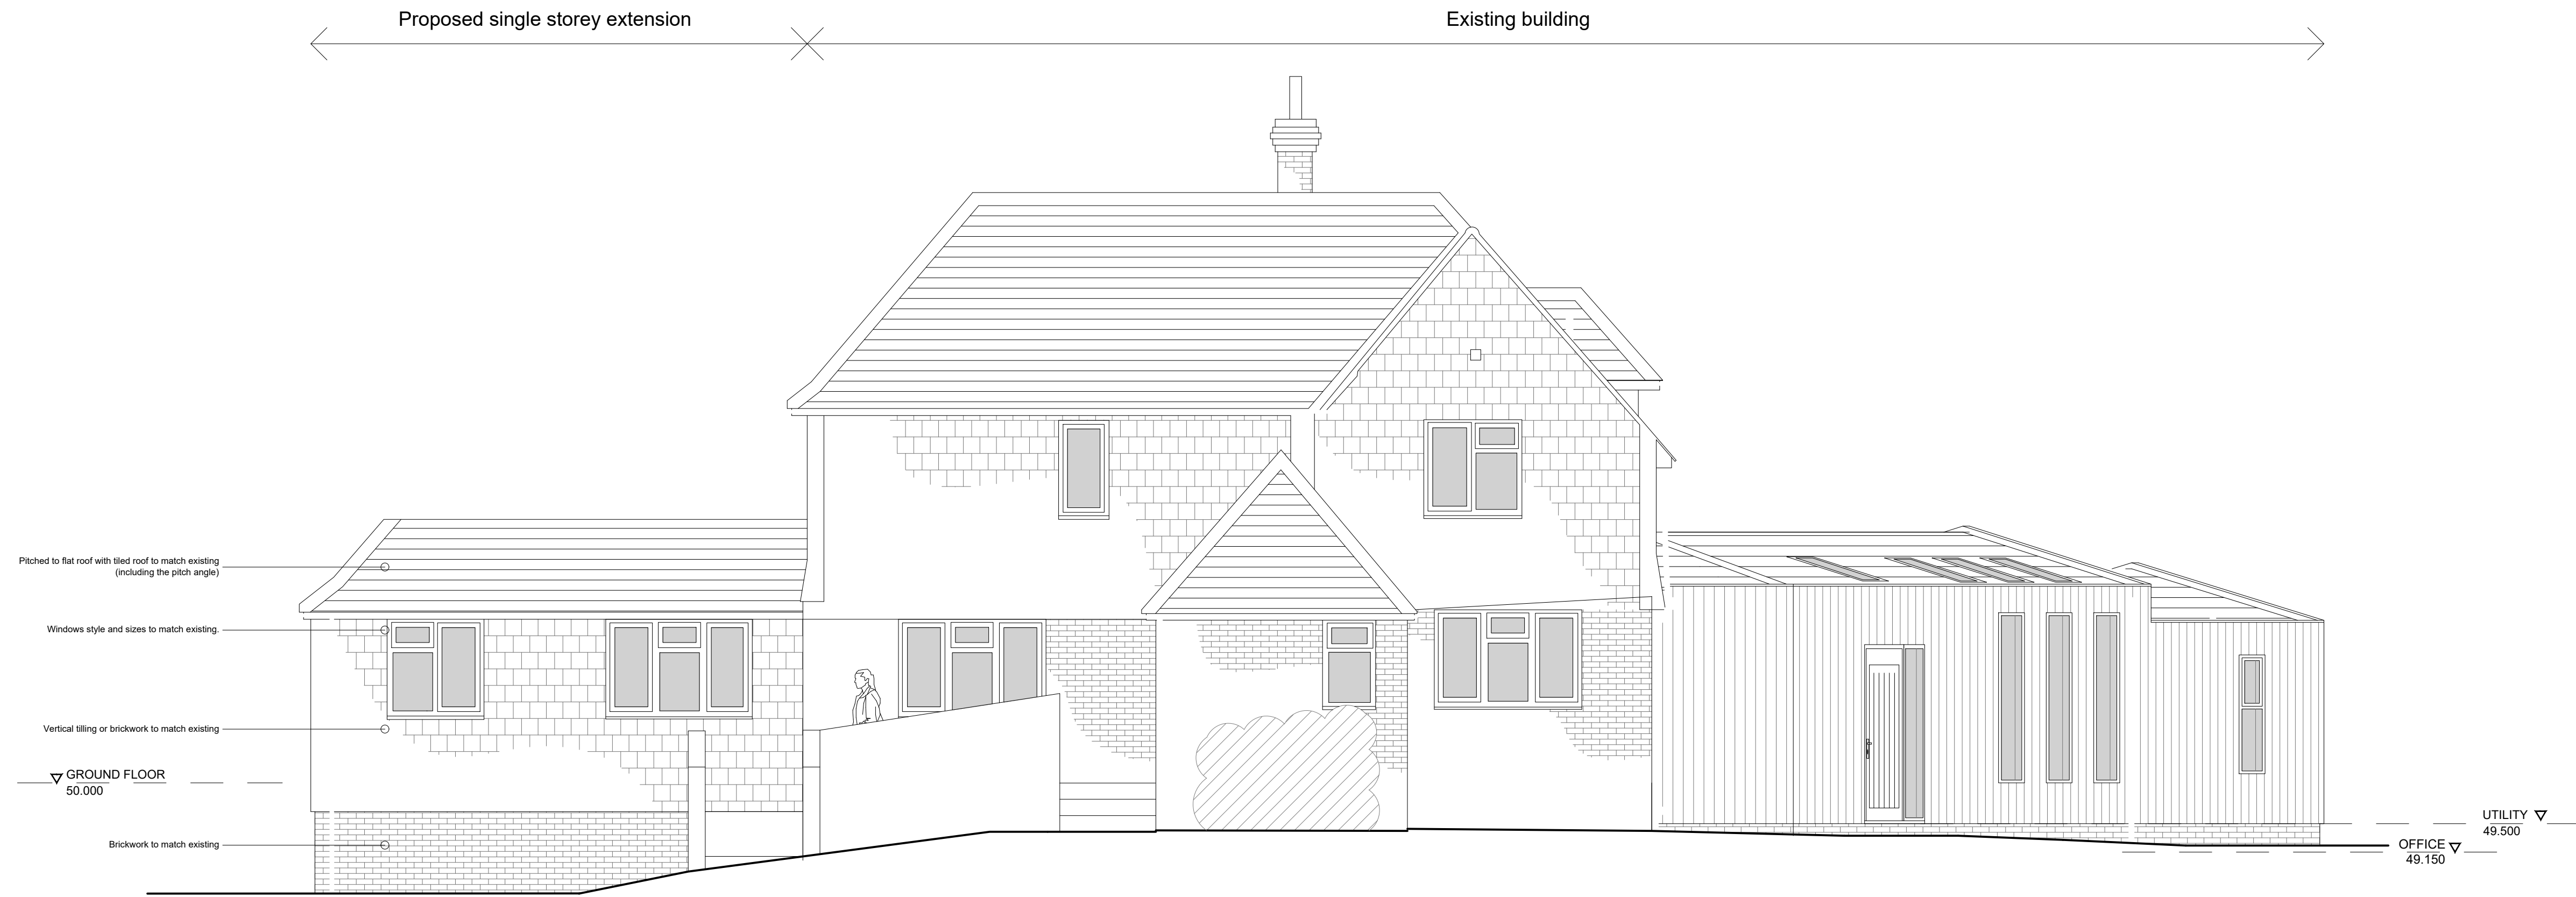 Proposed single storey extension
Existing building
Pitched to flat roof with tiled roof to match existing
(including the pitch angle)
Windows style and sizes to match existing.
Vertical tilling or brickwork to match existing
GROUND FLOOR
50.000
Brickwork to match existing
UTILITY
49.500
OFFICE
49.150